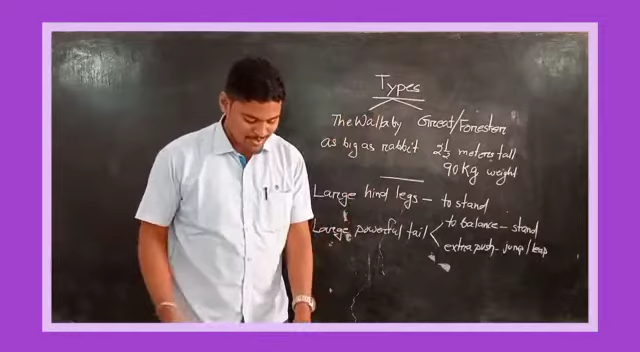 Types
The Wallaby Great/Forester
as big as rabbit 2½ meters tall
90 Kg weight
Large hind legs - to stand
Large powerful tail < to balance - stand
extra push - jump/leap